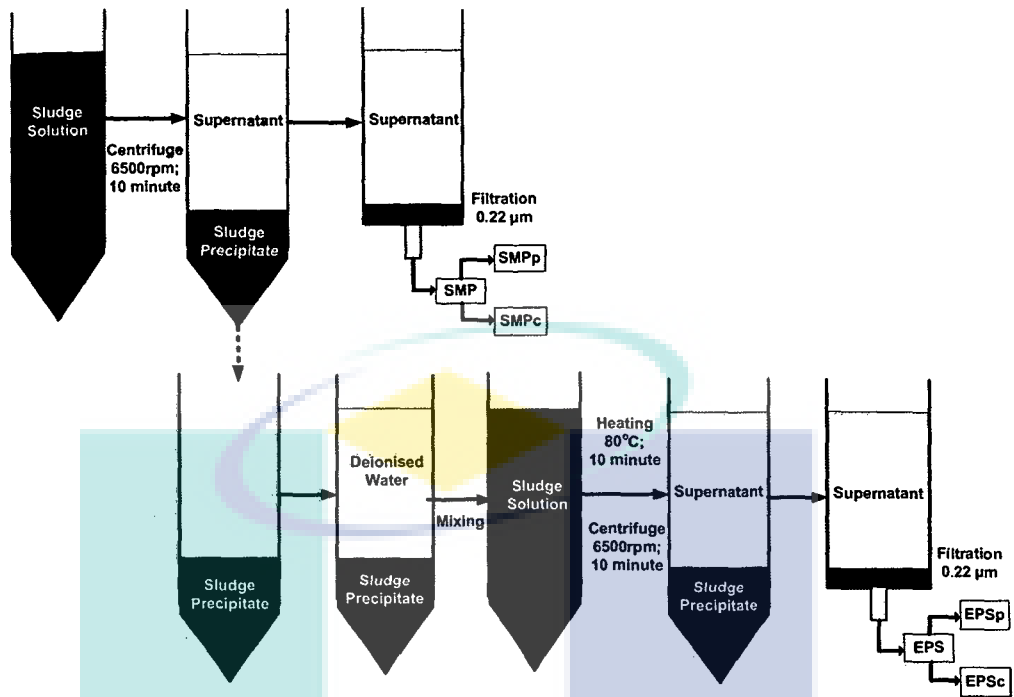 Sludge
Solution
Centrifuge
6500rpm;
10 minute
Supernatant
Sludge
Precipitate
Supernatant
Filtration
0.22 µm
SMP
SMPp
SMPc
Sludge
Precipitate
Deionised
Water
Sludge
Precipitate
Mixing
Sludge
Solution
Heating
80°C;
10 minute
Centrifuge
6500rpm;
10 minute
Supernatant
Sludge
Precipitate
Supernatant
Filtration
0.22 µm
EPS
EPSp
EPSc